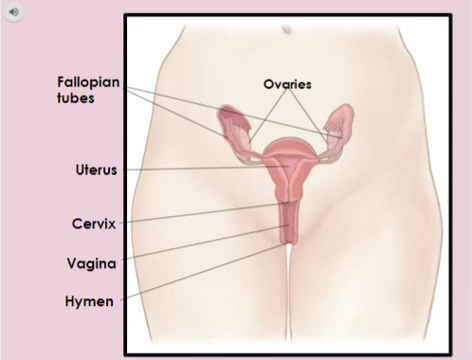 Fallopian
tubes
Ovaries
Uterus
Cervix
Vagina
Hymen